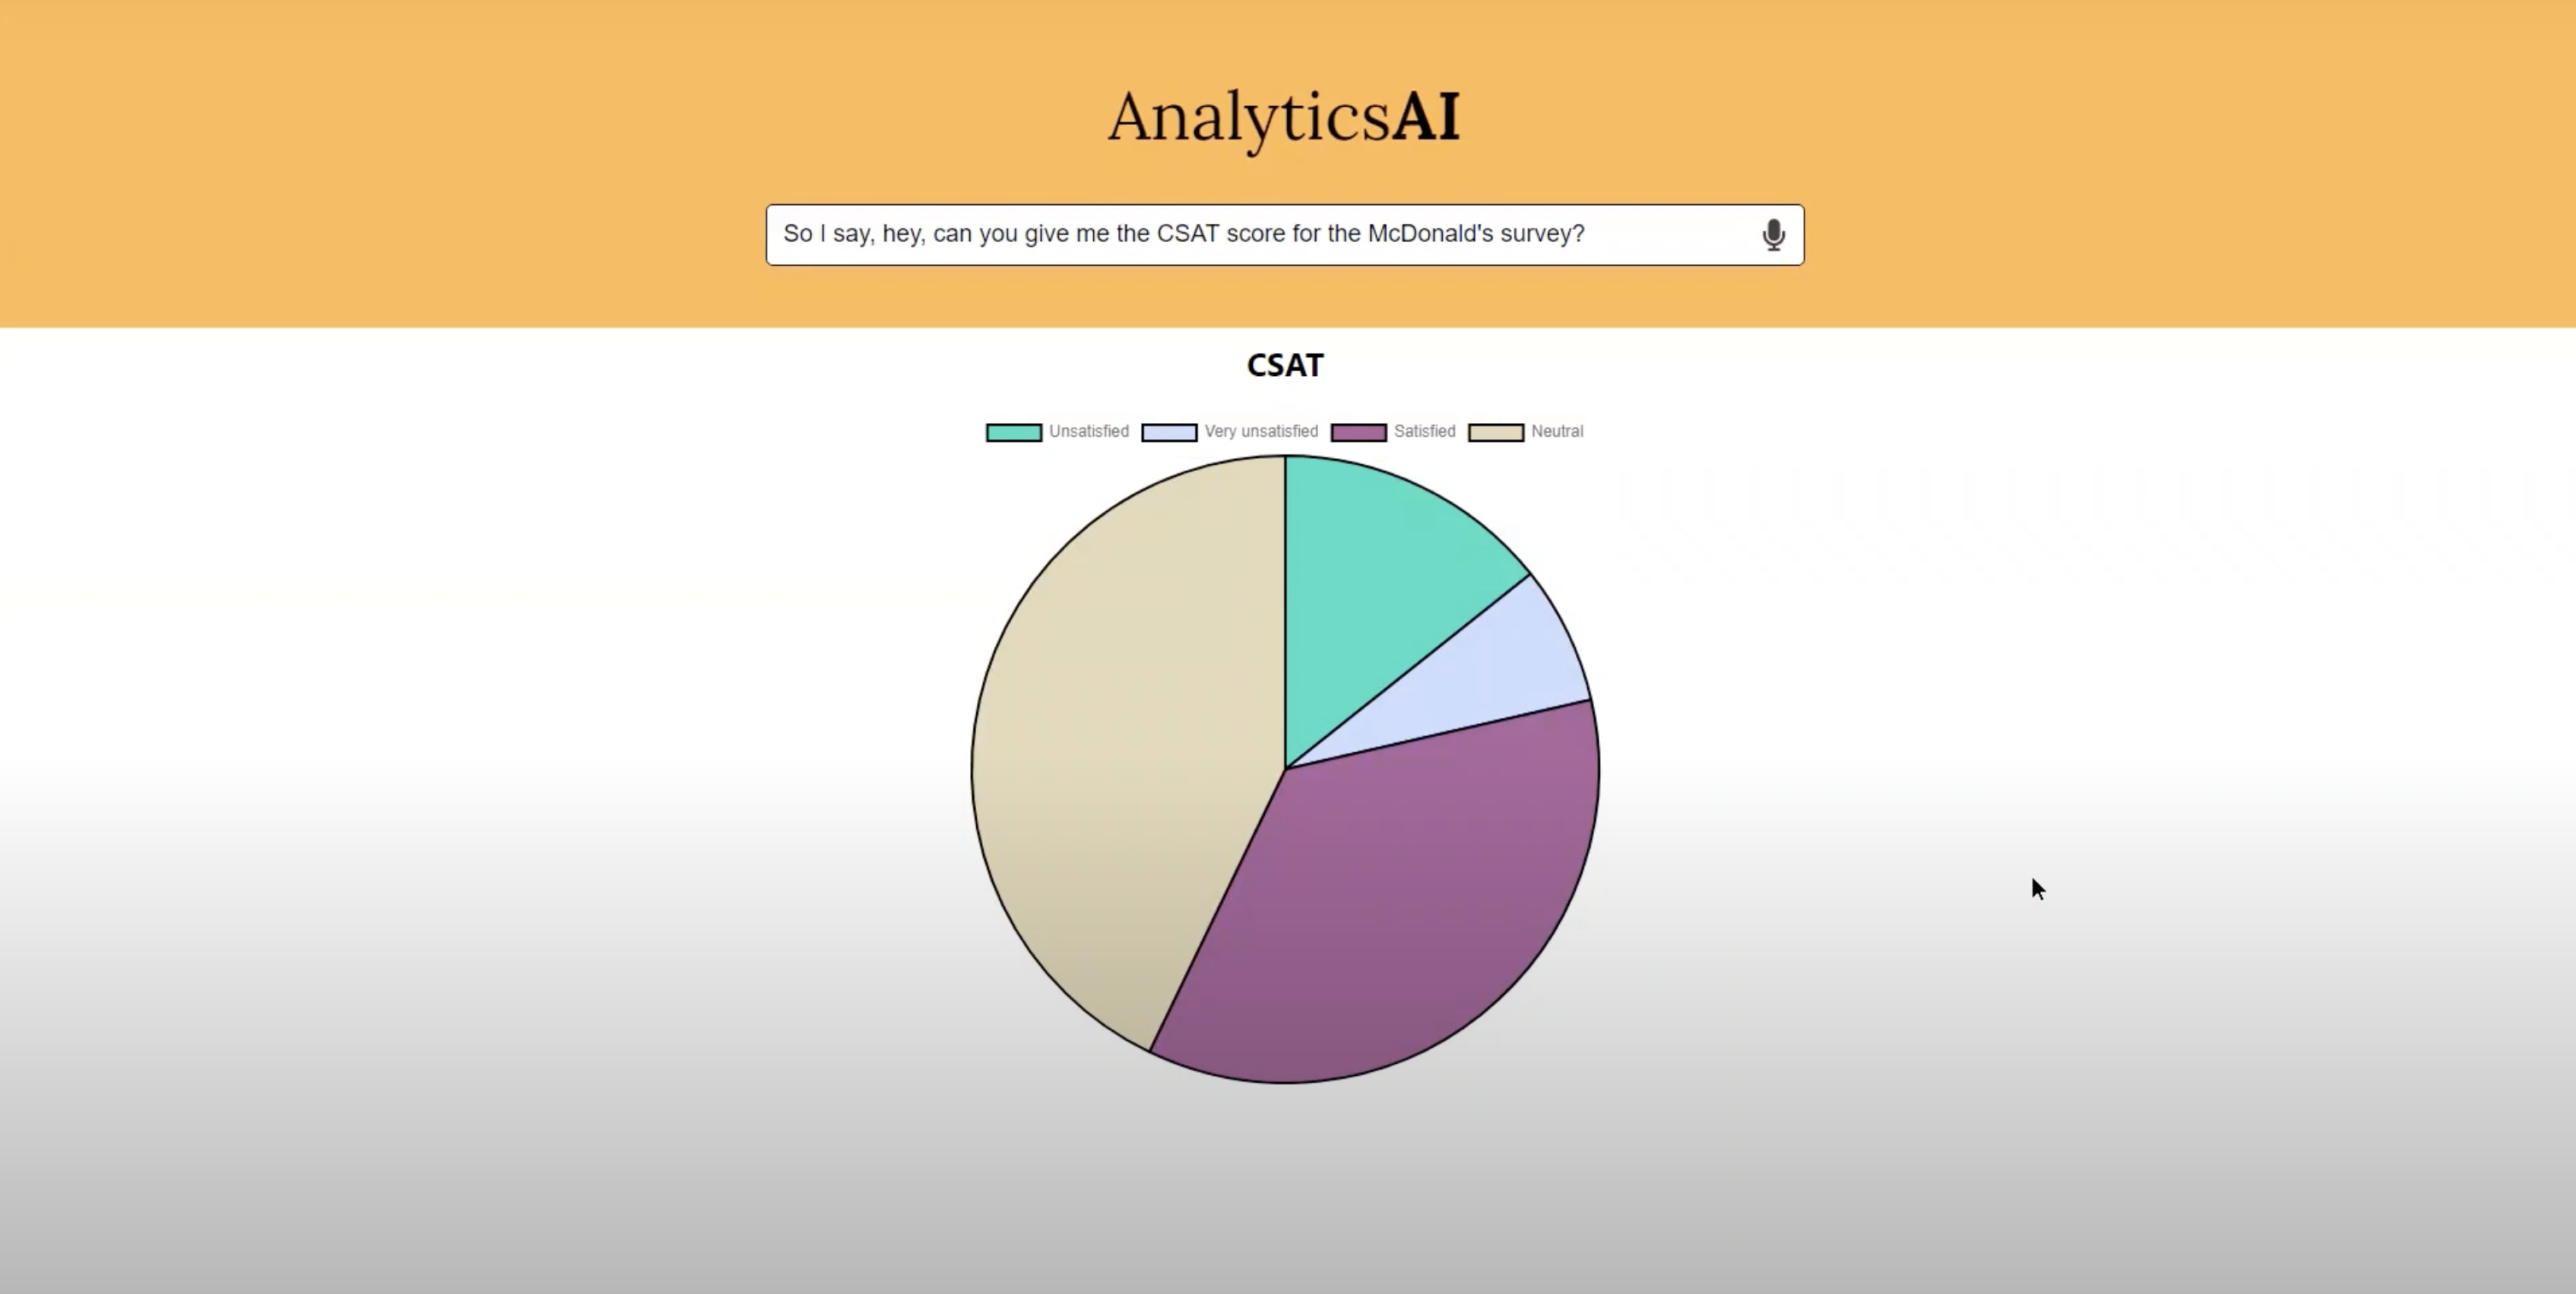 AnalyticsAI
So I say, hey, can you give me the CSAT score for the McDonald's survey?
CSAT
Unsatisfied Very unsatisfied Satisfied Neutral